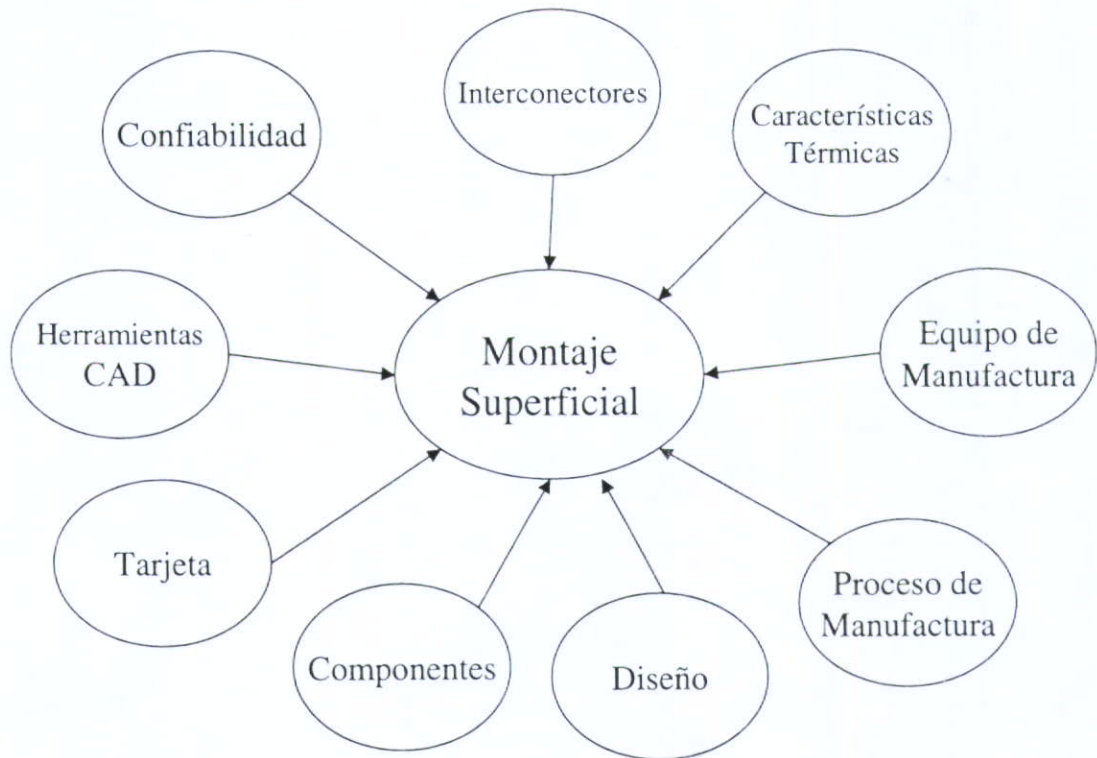 Interconectores
Confiabilidad
Características
Térmicas
Herramientas
CAD
Montaje
Superficial
Equipo de
Manufactura
Tarjeta
Proceso de
Manufactura
Componentes
Diseño